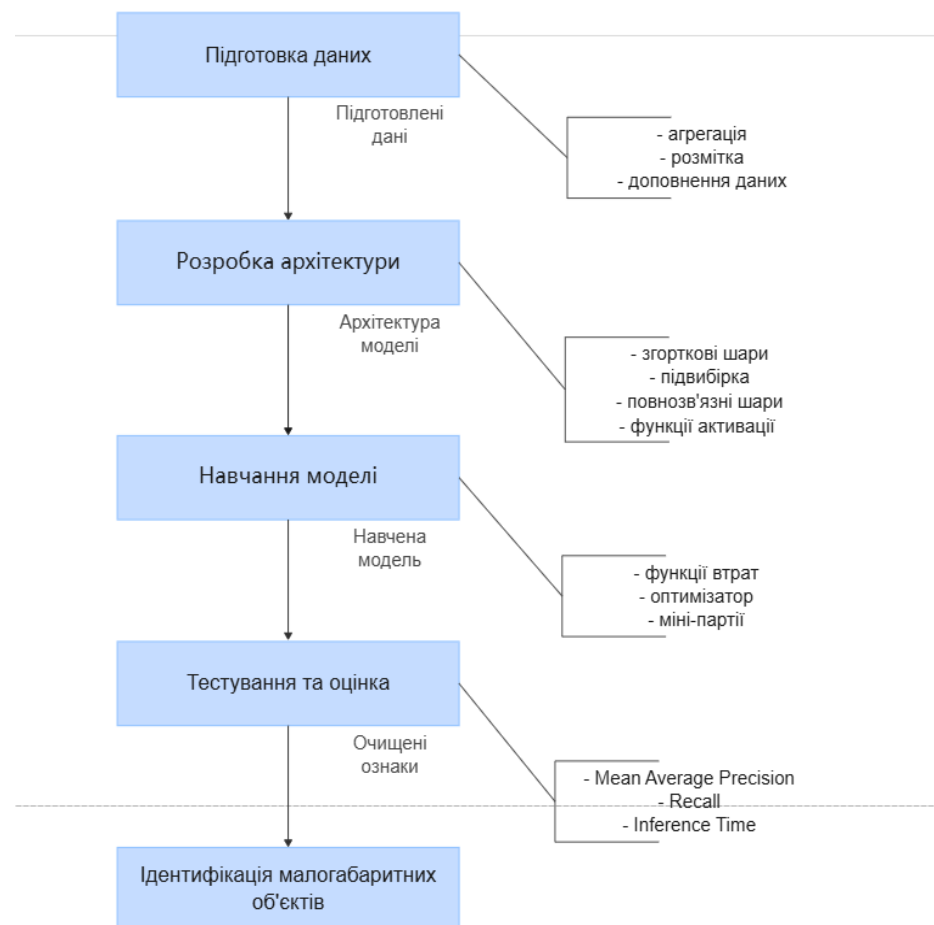 Підготовка даних
Підготовлені
дані
- агрегація
- розмітка
- доповнення даних
Розробка архітектури
Архітектура
моделі
- згорткові шари
- підвибірка
- повнозв'язні шари
- функції активації
Навчання моделі
Навчена
модель
- функції втрат
- оптимізатор
- міні-партії
Тестування та оцінка
Очищені
ознаки
- Mean Average Precision
- Recall
- Inference Time
Ідентифікація малогабаритних
об'єктів